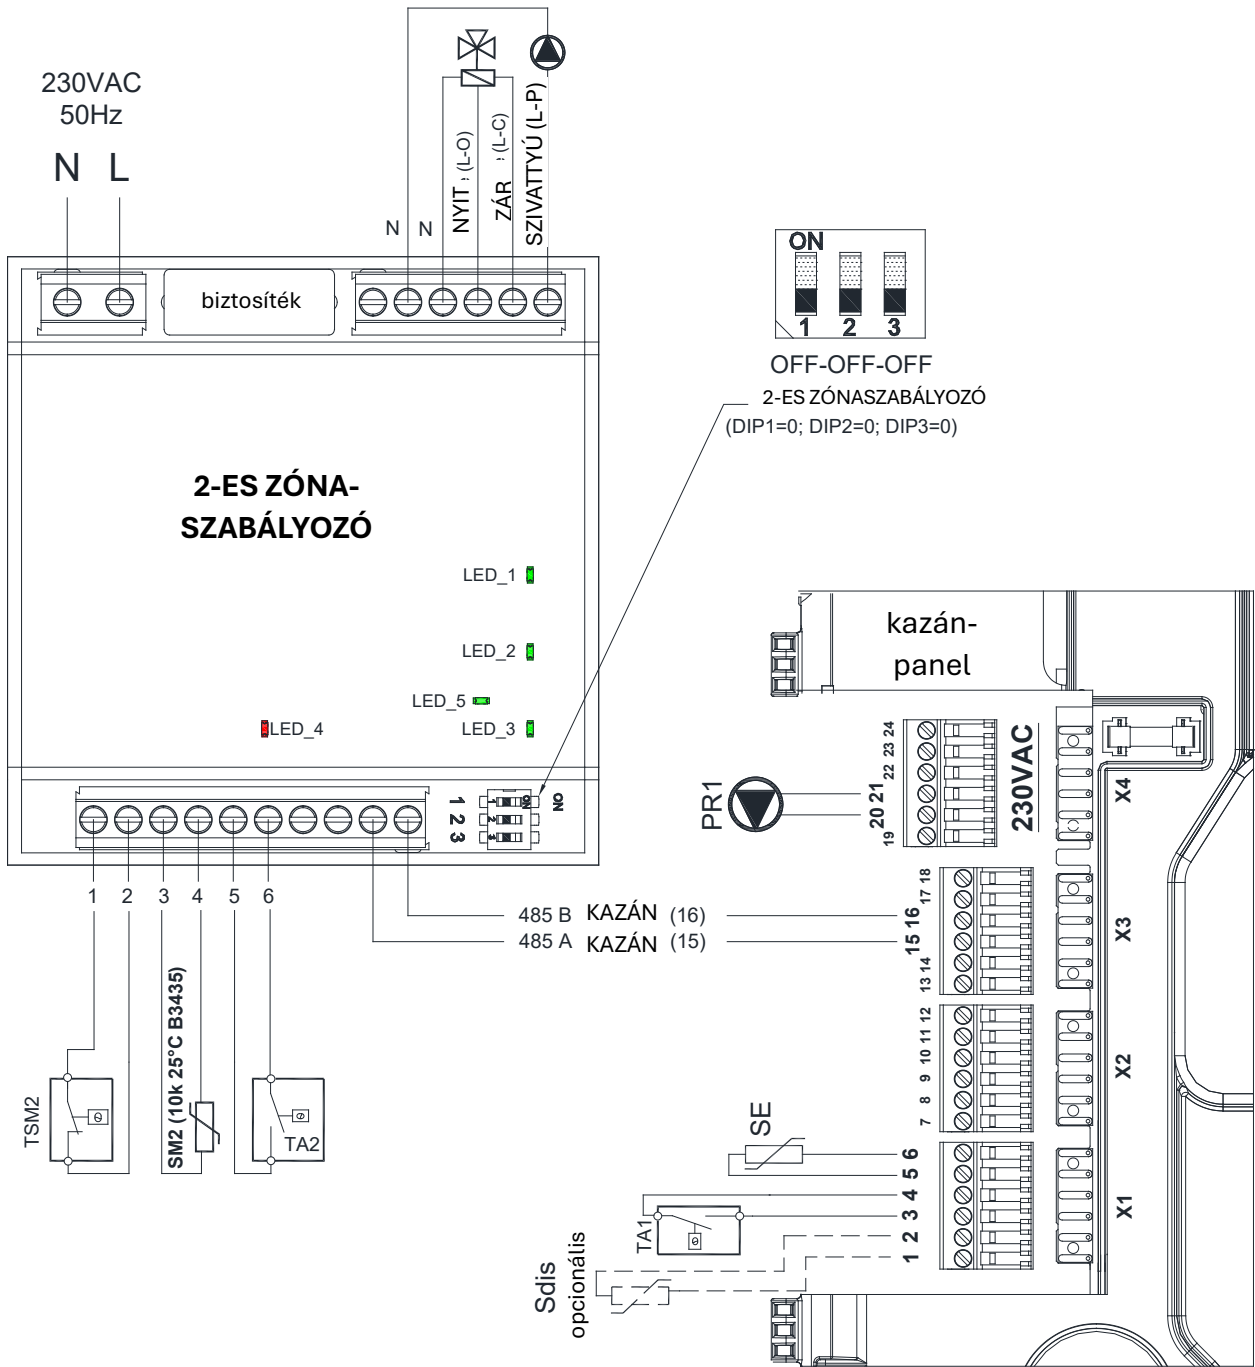 230VAC
50Hz
N L
N N
NYIT (L-O)
ZÁR (L-C)
SZIVATTYÚ (L-P)
biztosíték
ON
1 2 3
OFF-OFF-OFF
2-ES ZÓNASZABÁLYOZÓ
(DIP1=0; DIP2=0; DIP3=0)
2-ES ZÓNA-
SZABÁLYOZÓ
LED_1
LED_2
LED_5
LED_4
LED_3
1
2
3
1
2
3
ON
ON
1 2 3 4 5 6
485 B KAZÁN (16)
485 A KAZÁN (15)
TSM2
SM2 (10k 25°C B3435)
TA2
kazán-
panel
PR1
24
23
22
21
20
19
230VAC
X4
18
17
16
15
14
13
X3
12
11
10
9
8
7
X2
SE
6
5
4
3
2
1
X1
TA1
Sdis
opcionális